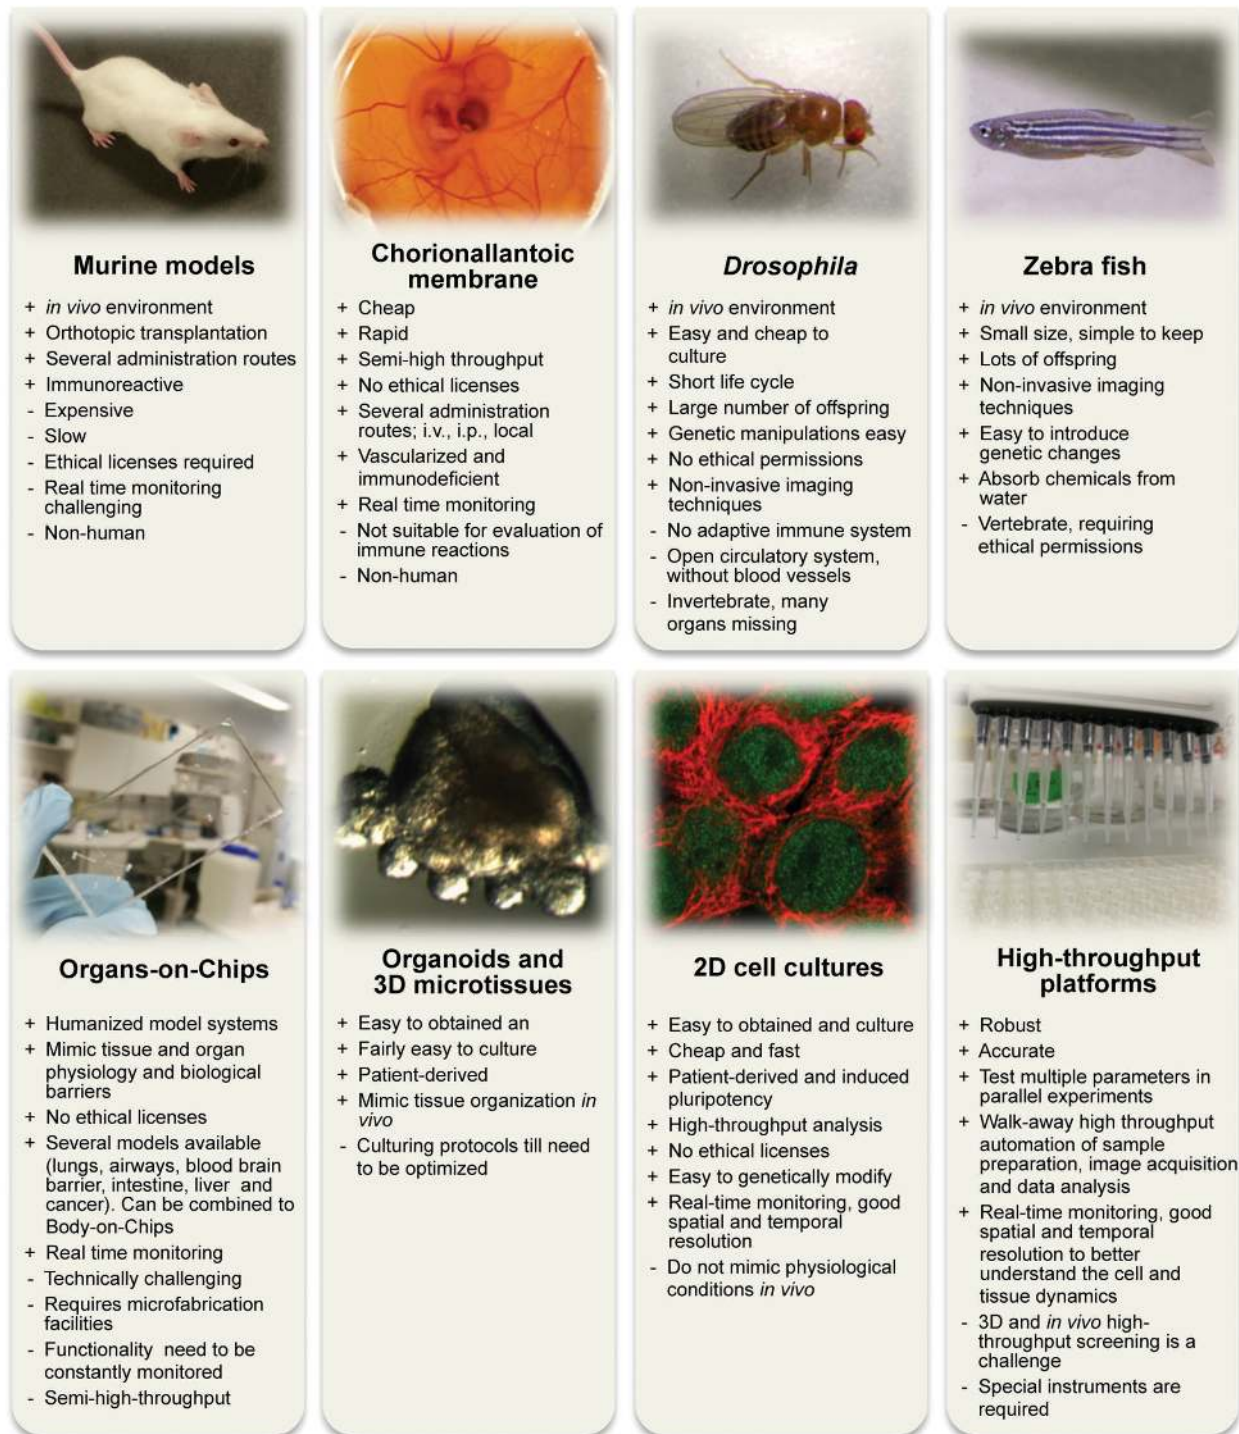 Murine models
+ in vivo environment
+ Orthotopic transplantation
+ Several administration routes
+ Immunoreactive
- Expensive
- Slow
- Ethical licenses required
- Real time monitoring
challenging
- Non-human
Chorionallantoic
membrane
+ Cheap
+ Rapid
+ Semi-high throughput
+ No ethical licenses
+ Several administration
routes; i.v., i.p., local
+ Vascularized and
immunodeficient
+ Real time monitoring
- Not suitable for evaluation of
immune reactions
- Non-human
Drosophila
+ in vivo environment
+ Easy and cheap to
culture
+ Short life cycle
+ Large number of offspring
+ Genetic manipulations easy
+ No ethical permissions
+ Non-invasive imaging
techniques
- No adaptive immune system
- Open circulatory system,
without blood vessels
- Invertebrate, many
organs missing
Zebra fish
+ in vivo environment
+ Small size, simple to keep
+ Lots of offspring
+ Non-invasive imaging
techniques
+ Easy to introduce
genetic changes
+ Absorb chemicals from
water
- Vertebrate, requiring
ethical permissions
Organs-on-Chips
+ Humanized model systems
+ Mimic tissue and organ
physiology and biological
barriers
+ No ethical licenses
+ Several models available
(lungs, airways, blood brain
barrier, intestine, liver and
cancer). Can be combined to
Body-on-Chips
+ Real time monitoring
- Technically challenging
- Requires microfabrication
facilities
- Functionality need to be
constantly monitored
- Semi-high-throughput
Organoids and
3D microtissues
+ Easy to obtained an
+ Fairly easy to culture
+ Patient-derived
+ Mimic tissue organization in
vivo
- Culturing protocols till need
to be optimized
2D cell cultures
+ Easy to obtained and culture
+ Cheap and fast
+ Patient-derived and induced
pluripotency
+ High-throughput analysis
+ No ethical licenses
+ Easy to genetically modify
+ Real-time monitoring, good
spatial and temporal
resolution
- Do not mimic physiological
conditions in vivo
High-throughput
platforms
+ Robust
+ Accurate
+ Test multiple parameters in
parallel experiments
+ Walk-away high throughput
automation of sample
preparation, image acquisition
and data analysis
+ Real-time monitoring, good
spatial and temporal
resolution to better
understand the cell and
tissue dynamics
- 3D and in vivo high-
throughput screening is a
challenge
- Special instruments are
required